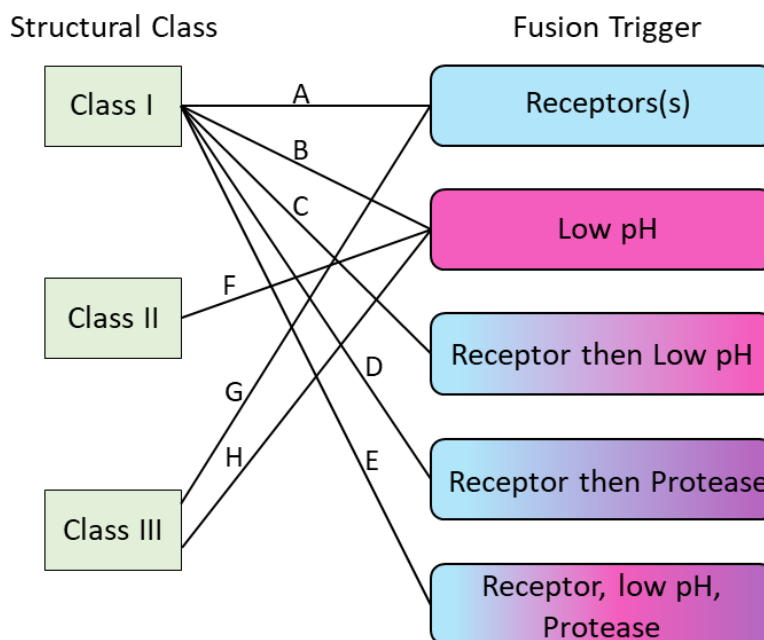 Structural Class
Fusion Trigger
Class I
A
Receptors(s)
B
C
Low pH
Class II
F
Receptor then Low pH
D
G
H
E
Receptor then Protease
Class III
Receptor, low pH,
Protease